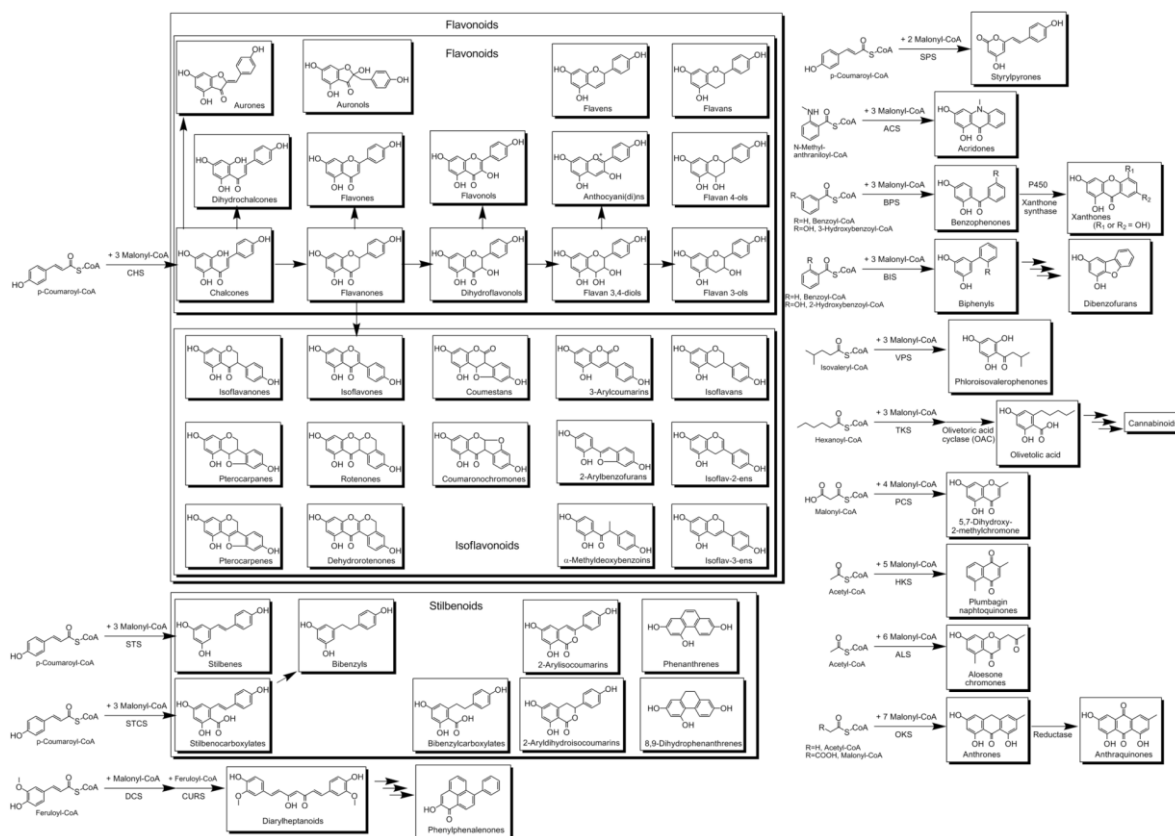 Flavonoids
Flavonoids
Aurones
Auronols
Flavens
Flavans
Dihydrochalcones
Flavones
Flavonols
Anthocyani(di)ns
Flavan 4-ols
p-Coumaroyl-CoA
+ 3 Malonyl-CoA
CHS
Chalcones
Flavanones
Dihydroflavonols
Flavan 3,4-diols
Flavan 3-ols
Isoflavanones
Isoflavones
Coumestans
3-Arylcoumarins
Isoflavans
Pterocarpanes
Rotenones
Coumaronochromones
2-Arylbenzofurans
Isoflav-2-ens
Pterocarpenes
Dehydrorotenones
Isoflavonoids
α-Methyldeoxybenzoins
Isoflav-3-ens
Stilbenoids
p-Coumaroyl-CoA
+ 3 Malonyl-CoA
STS
Stilbenes
Bibenzyls
2-Arylisocoumarins
Phenanthrenes
p-Coumaroyl-CoA
+ 3 Malonyl-CoA
STCS
Stilbenocarboxylates
Bibenzylcarboxylates
2-Aryldihydroisocoumarins
8,9-Dihydrophenanthrenes
Feruloyl-CoA
+ Malonyl-CoA
DCS
+ Feruloyl-CoA
CURS
Diarylheptanoids
Phenylphenalenones
p-Coumaroyl-CoA
+ 2 Malonyl-CoA
SPS
Styrylpyrones
N-Methyl-
anthraniloyl-CoA
+ 3 Malonyl-CoA
ACS
Acridones
R=H, Benzoyl-CoA
R=OH, 3-Hydroxybenzoyl-CoA
+ 3 Malonyl-CoA
BPS
Benzophenones
P450
Xanthone
synthase
Xanthones
(R1 or R2 = OH)
R=H, Benzoyl-CoA
R=OH, 2-Hydroxybenzoyl-CoA
+ 3 Malonyl-CoA
BIS
Biphenyls
Dibenzofurans
Isovaleryl-CoA
+ 3 Malonyl-CoA
VPS
Phloroisovalerophenones
Hexanoyl-CoA
+ 3 Malonyl-CoA
TKS
Olivetoric acid
cyclase (OAC)
Olivetolic acid
Cannabinoids
Malonyl-CoA
+ 4 Malonyl-CoA
PCS
5,7-Dihydroxy-
2-methylchromone
Acetyl-CoA
+ 5 Malonyl-CoA
HKS
Plumbagin
naphtoquinones
Acetyl-CoA
+ 6 Malonyl-CoA
ALS
Aloesone
chromones
R=H, Acetyl-CoA
R=COOH, Malonyl-CoA
+ 7 Malonyl-CoA
OKS
Anthrones
Reductase
Anthraquinones